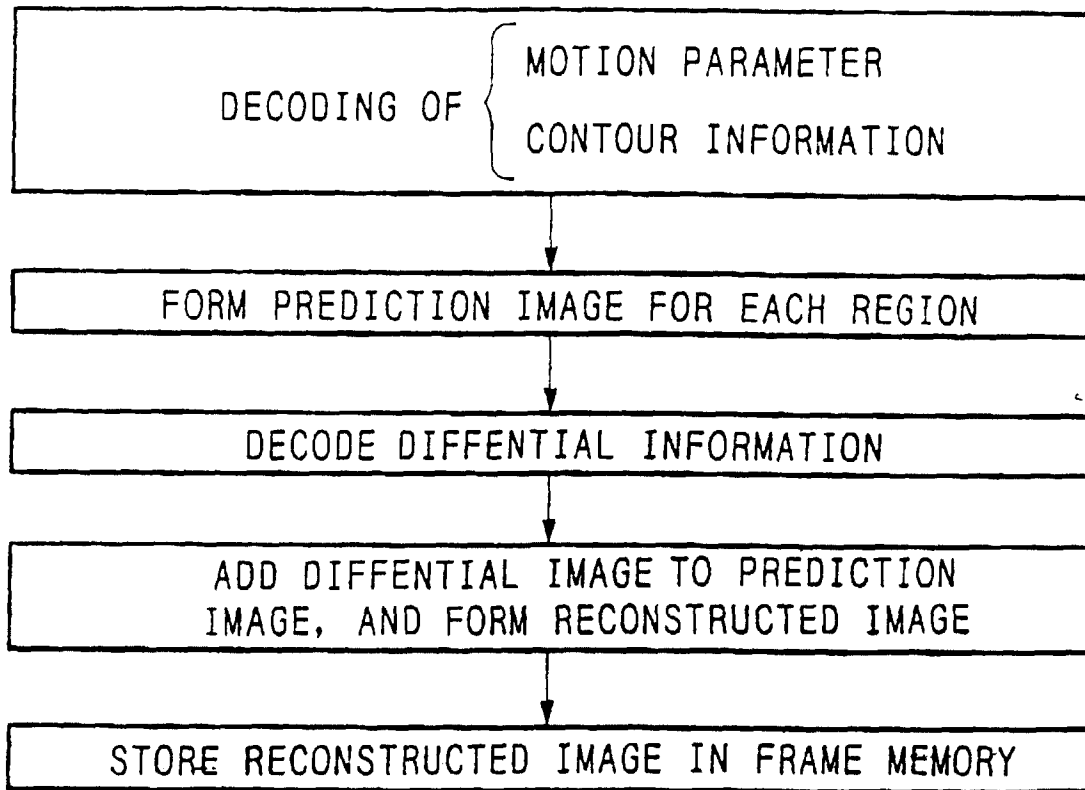 MOTION PARAMETER
DECODING OF
CONTOUR INFORMATION
FORM PREDICTION IMAGE FOR EACH REGION
DECODE DIFFENTIAL INFORMATION
ADD DIFFENTIAL IMAGE TO PREDICTION
IMAGE, AND FORM RECONSTRUCTED IMAGE
STORE RECONSTRUCTED IMAGE IN FRAME MEMORY